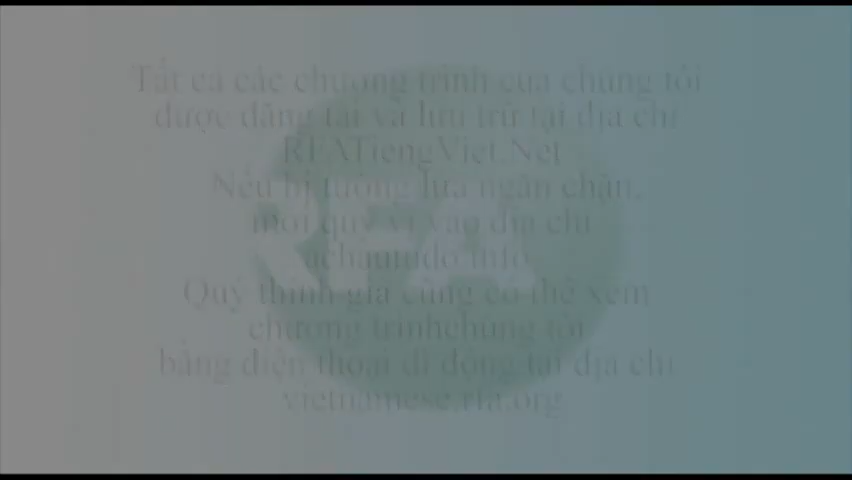 Tất cả các chương trình của chúng tôi
được đăng tải và lưu trữ tại địa chỉ
RFATiengViet.Net
Nếu bị tường lửa ngăn chặn,
mời quý vị vào địa chỉ
achautudo.info
Quý thính giả cũng có thể xem
chương trìnhchúng tôi
bằng điện thoại di động tại địa chỉ
vietnamese.rfa.org
RFA